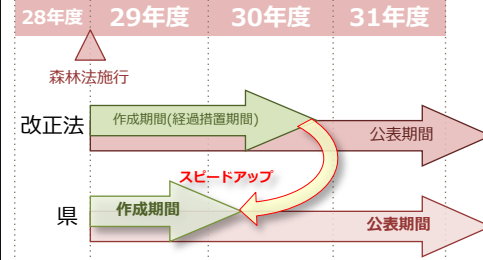 28年度 29年度 30年度 31年度
森林法施行
改正法 作成期間(経過措置期間) 公表期間
スピードアップ
県 作成期間 公表期間